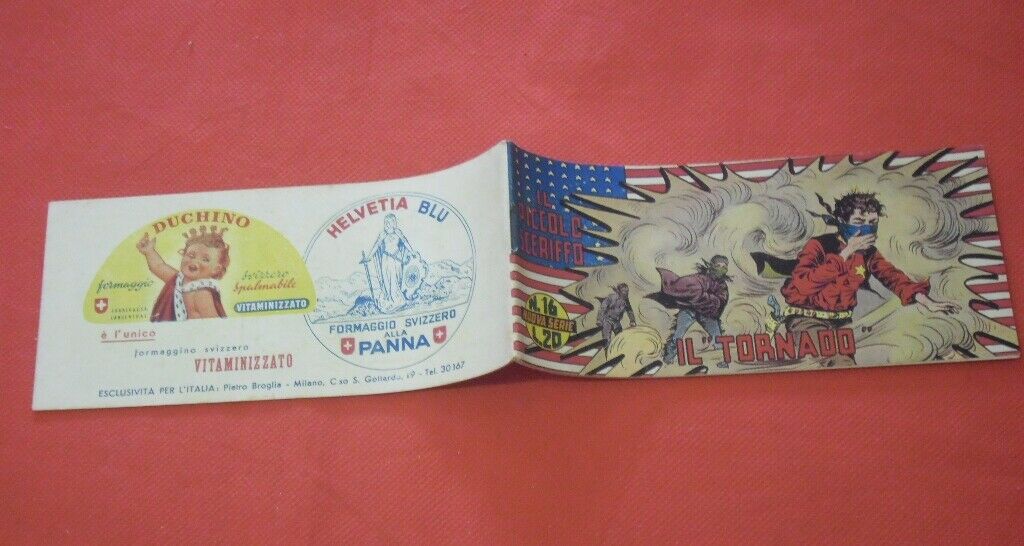 DUCHINO
formaggio
svizzero
Spalmabile
VITAMINIZZATO
è l'unico
formaggino svizzero
VITAMINIZZATO
HELVETIA BLU
FORMAGGIO SVIZZERO
ALLA
PANNA
ESCLUSIVITÀ PER L'ITALIA: Pietro Broglia - Milano, C.so S. Gottardo, 19 - Tel. 30167
IL
PICCOLO
SCERIFFO
N. 16
NUOVA SERIE
L.20
IL "TORNADO"